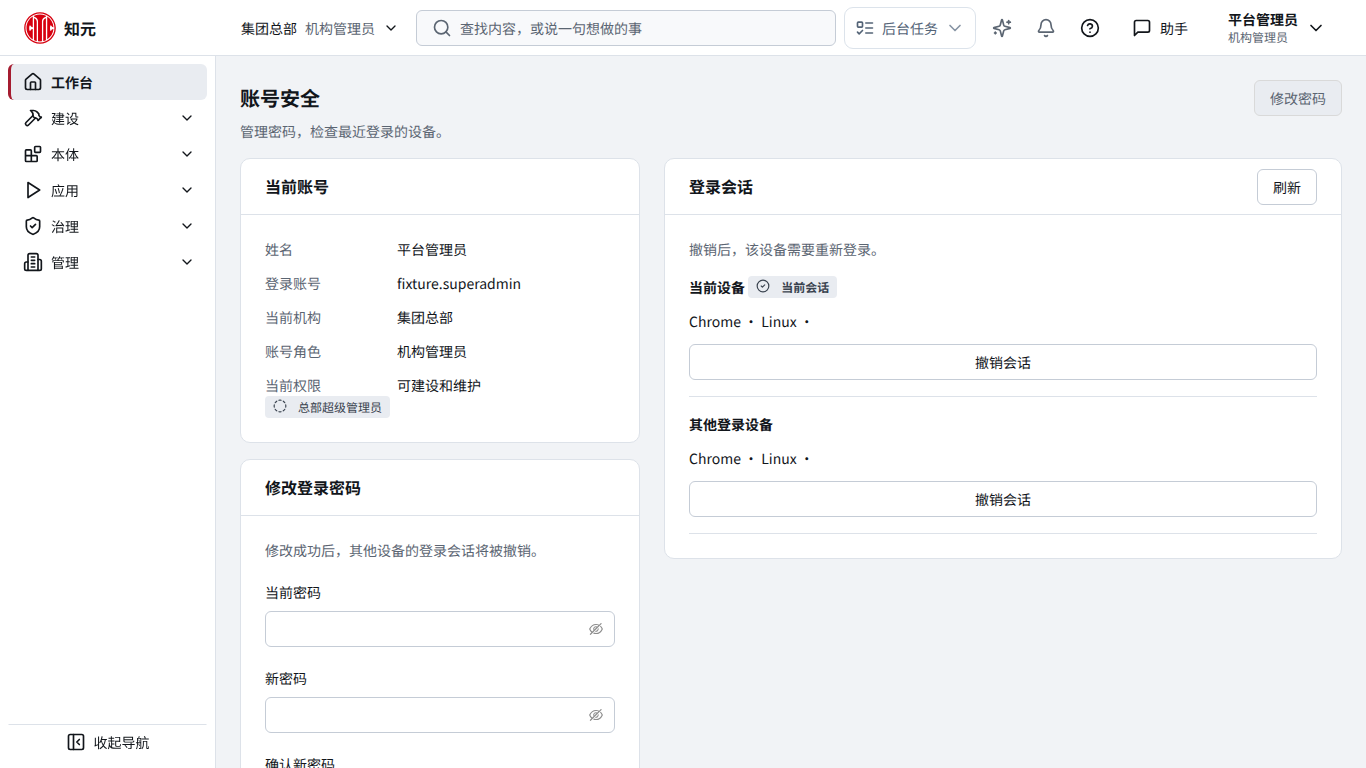 知元
集团总部 机构管理员
查找内容，或说一句想做的事
后台任务
助手
平台管理员
机构管理员
工作台
建设
本体
应用
治理
管理
收起导航
账号安全
修改密码
管理密码，检查最近登录的设备。
当前账号
姓名 平台管理员
登录账号 fixture.superadmin
当前机构 集团总部
账号角色 机构管理员
当前权限 可建设和维护
总部超级管理员
修改登录密码
修改成功后，其他设备的登录会话将被撤销。
当前密码
新密码
确认新密码
登录会话
刷新
撤销后，该设备需要重新登录。
当前设备 当前会话
Chrome · Linux ·
撤销会话
其他登录设备
Chrome · Linux ·
撤销会话